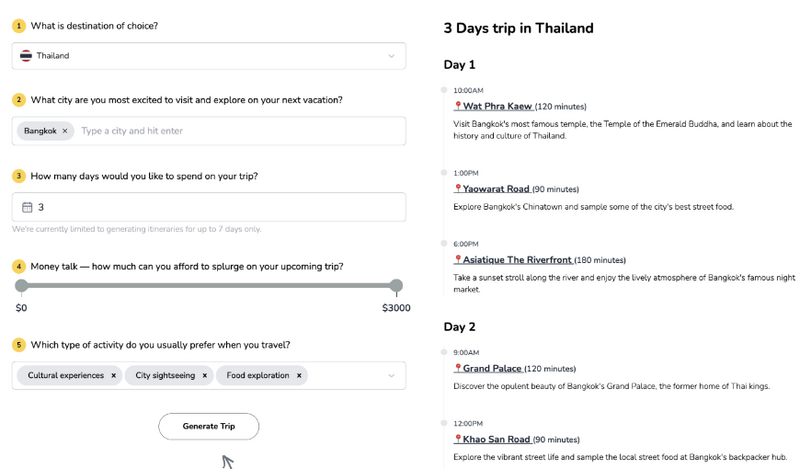 1 What is destination of choice?
Thailand
2 What city are you most excited to visit and explore on your next vacation?
Bangkok × Type a city and hit enter
3 How many days would you like to spend on your trip?
3
We're currently limited to generating itineraries for up to 7 days only.
4 Money talk — how much can you afford to splurge on your upcoming trip?
$0 $3000
5 Which type of activity do you usually prefer when you travel?
Cultural experiences × City sightseeing × Food exploration ×
Generate Trip
3 Days trip in Thailand
Day 1
10:00AM
Wat Phra Kaew (120 minutes)
Visit Bangkok's most famous temple, the Temple of the Emerald Buddha, and learn about the
history and culture of Thailand.
1:00PM
Yaowarat Road (90 minutes)
Explore Bangkok's Chinatown and sample some of the city's best street food.
6:00PM
Asiatique The Riverfront (180 minutes)
Take a sunset stroll along the river and enjoy the lively atmosphere of Bangkok's famous night
market.
Day 2
9:00AM
Grand Palace (120 minutes)
Discover the opulent beauty of Bangkok's Grand Palace, the former home of Thai kings.
12:00PM
Khao San Road (90 minutes)
Explore the vibrant street life and sample the local street food at Bangkok's backpacker hub.